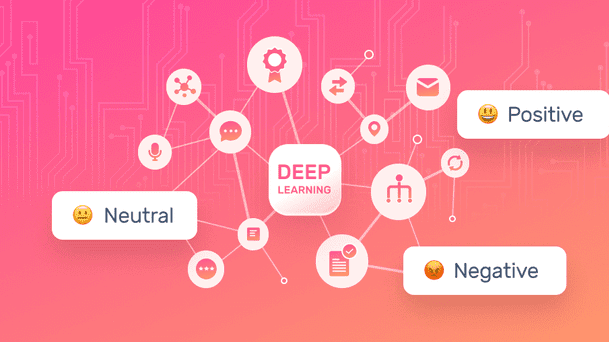 Positive
DEEP
LEARNING
Neutral
Negative